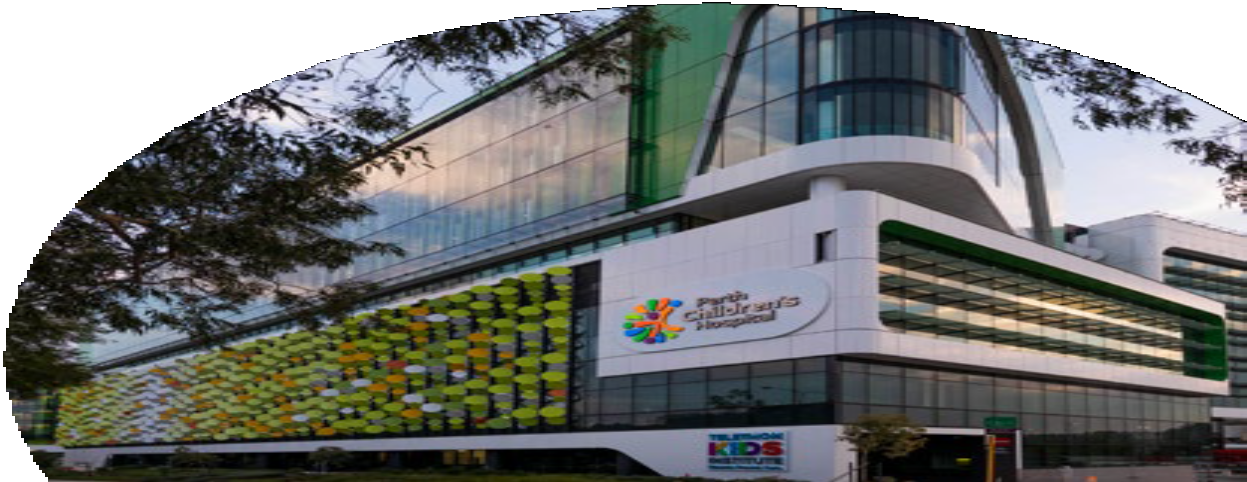 Perth
Children's
Hospital
TELETHON
KIDS
INSTITUTE